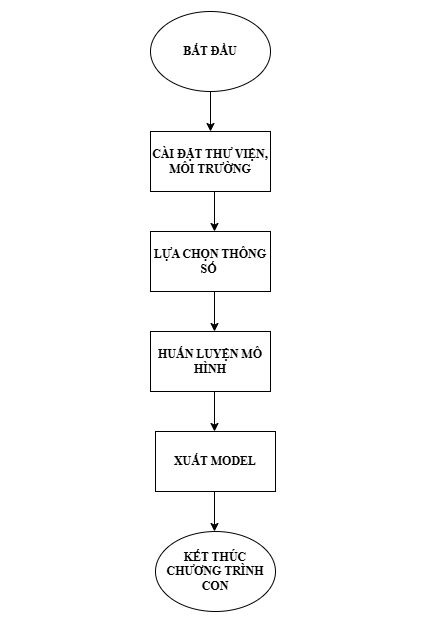 BẮT ĐẦU
CÀI ĐẶT THƯ VIỆN,
MÔI TRƯỜNG
LỰA CHỌN THÔNG
SỐ
HUẤN LUYỆN MÔ
HÌNH
XUẤT MODEL
KẾT THÚC
CHƯƠNG TRÌNH
CON